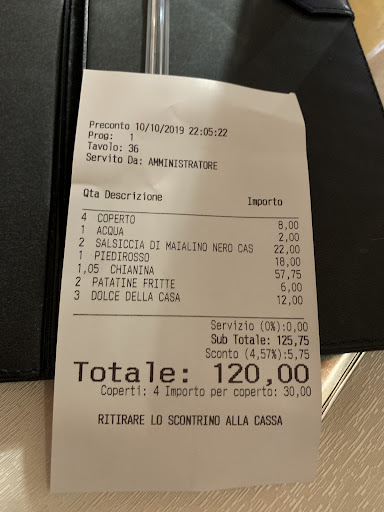 Preconto 10/10/2019 22:05:22
Prog: 1
Tavolo: 36
Servito Da: AMMINISTRATORE
Qta Descrizione Importo
4 COPERTO 8,00
1 ACQUA 2,00
2 SALSICCIA DI MAIALINO NERO CAS 22,00
1 PIEDIROSSO 18,00
1,05 CHIANINA 57,75
2 PATATINE FRITTE 6,00
3 DOLCE DELLA CASA 12,00
Servizio (0%):0,00
Sub Totale: 125,75
Sconto (4,57%):5,75
Totale: 120,00
Coperti: 4 Importo per coperto: 30,00
RITIRARE LO SCONTRINO ALLA CASSA